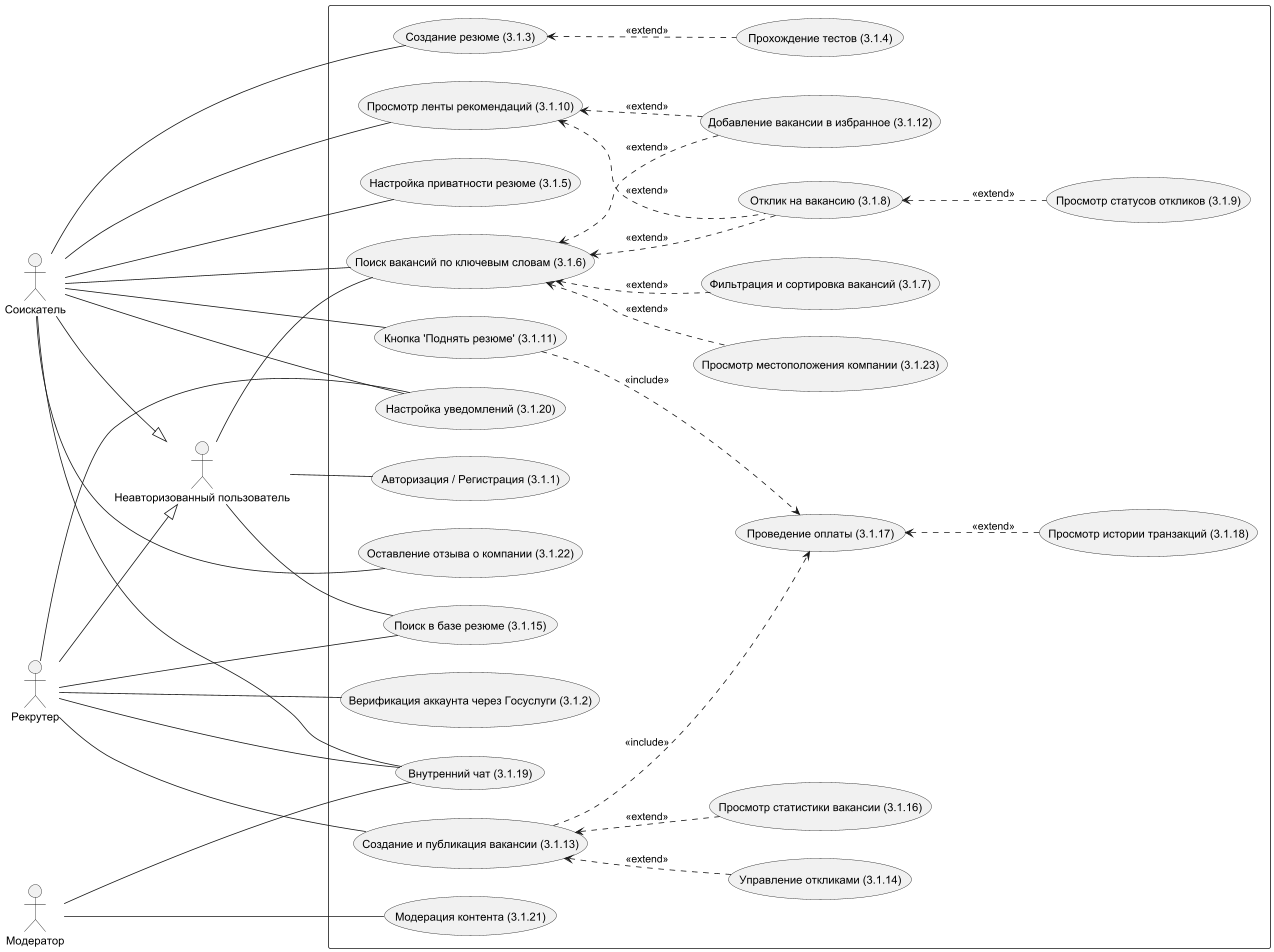 Создание резюме (3.1.3)
«extend»
Прохождение тестов (3.1.4)
Просмотр ленты рекомендаций (3.1.10)
«extend»
Добавление вакансии в избранное (3.1.12)
«extend»
Настройка приватности резюме (3.1.5)
«extend»
Отклик на вакансию (3.1.8)
«extend»
Просмотр статусов откликов (3.1.9)
«extend»
Поиск вакансий по ключевым словам (3.1.6)
«extend»
Фильтрация и сортировка вакансий (3.1.7)
Соискатель
«extend»
Кнопка 'Поднять резюме' (3.1.11)
Просмотр местоположения компании (3.1.23)
«include»
Настройка уведомлений (3.1.20)
Авторизация / Регистрация (3.1.1)
Неавторизованный пользователь
Проведение оплаты (3.1.17)
«extend»
Просмотр истории транзакций (3.1.18)
Оставление отзыва о компании (3.1.22)
Поиск в базе резюме (3.1.15)
Верификация аккаунта через Госуслуги (3.1.2)
Рекрутер
«include»
Внутренний чат (3.1.19)
Просмотр статистики вакансии (3.1.16)
«extend»
Создание и публикация вакансии (3.1.13)
«extend»
Управление откликами (3.1.14)
Модерация контента (3.1.21)
Модератор